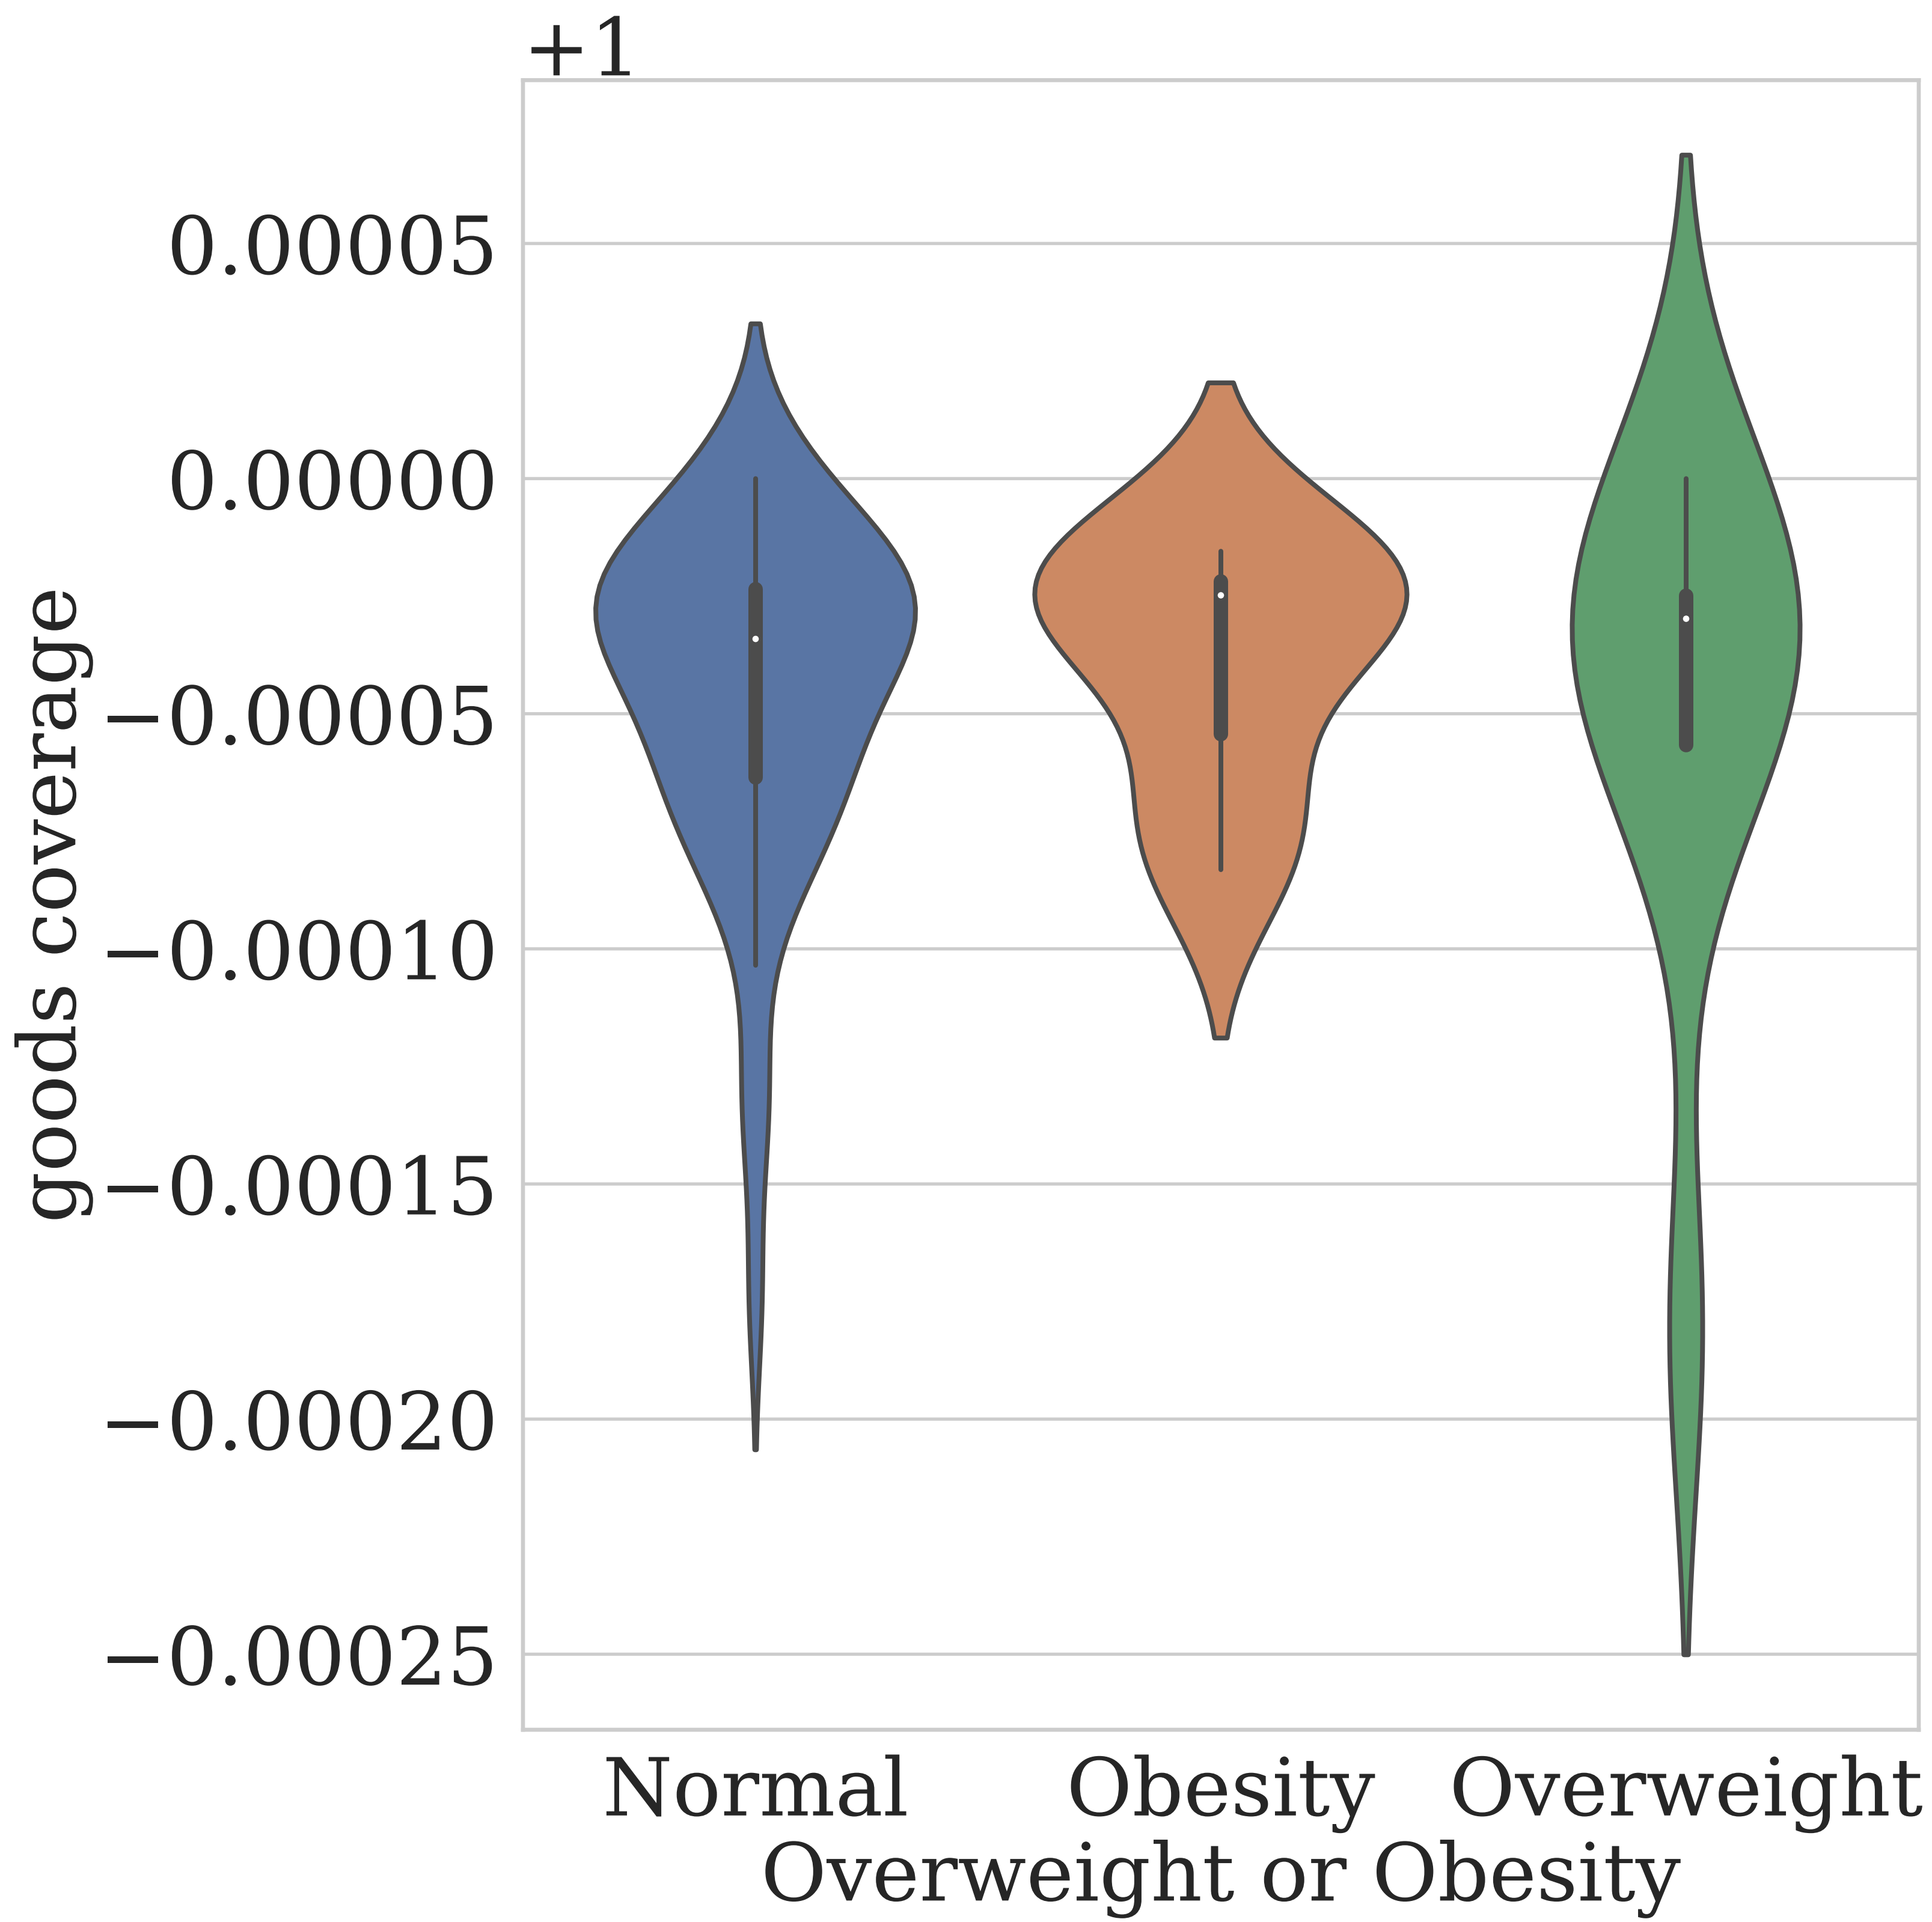 +1
0.00005
0.00000
−0.00005
−0.00010
−0.00015
−0.00020
−0.00025
goods coverage
Normal Obesity Overweight
Overweight or Obesity